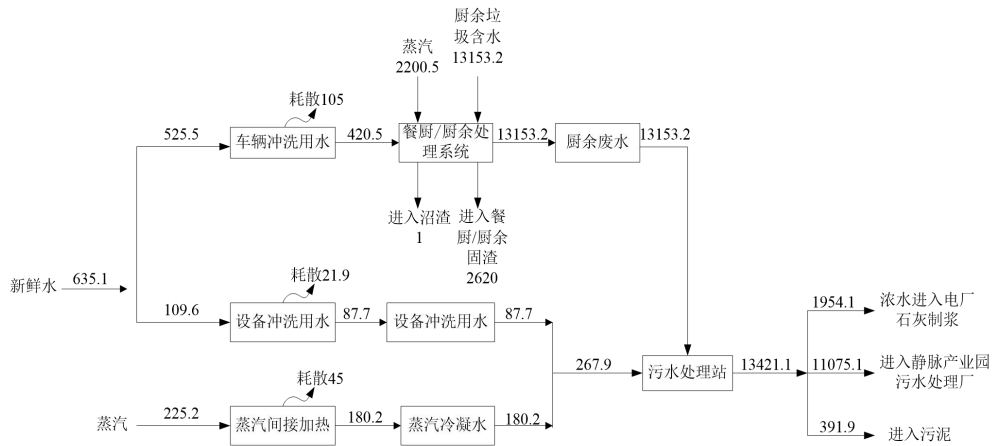 厨余垃
圾含水
13153.2
蒸汽
2200.5
耗散105
525.5
车辆冲洗用水
420.5
餐厨/厨余处
理系统
13153.2
厨余废水
13153.2
进入沼渣
1
进入餐
厨/厨余
固渣
2620
新鲜水
635.1
耗散21.9
109.6
设备冲洗用水
87.7
设备冲洗用水
87.7
1954.1
浓水进入电厂
石灰制浆
267.9
污水处理站
13421.1
11075.1
进入静脉产业园
污水处理厂
耗散45
蒸汽
225.2
蒸汽间接加热
180.2
蒸汽冷凝水
180.2
391.9
进入污泥